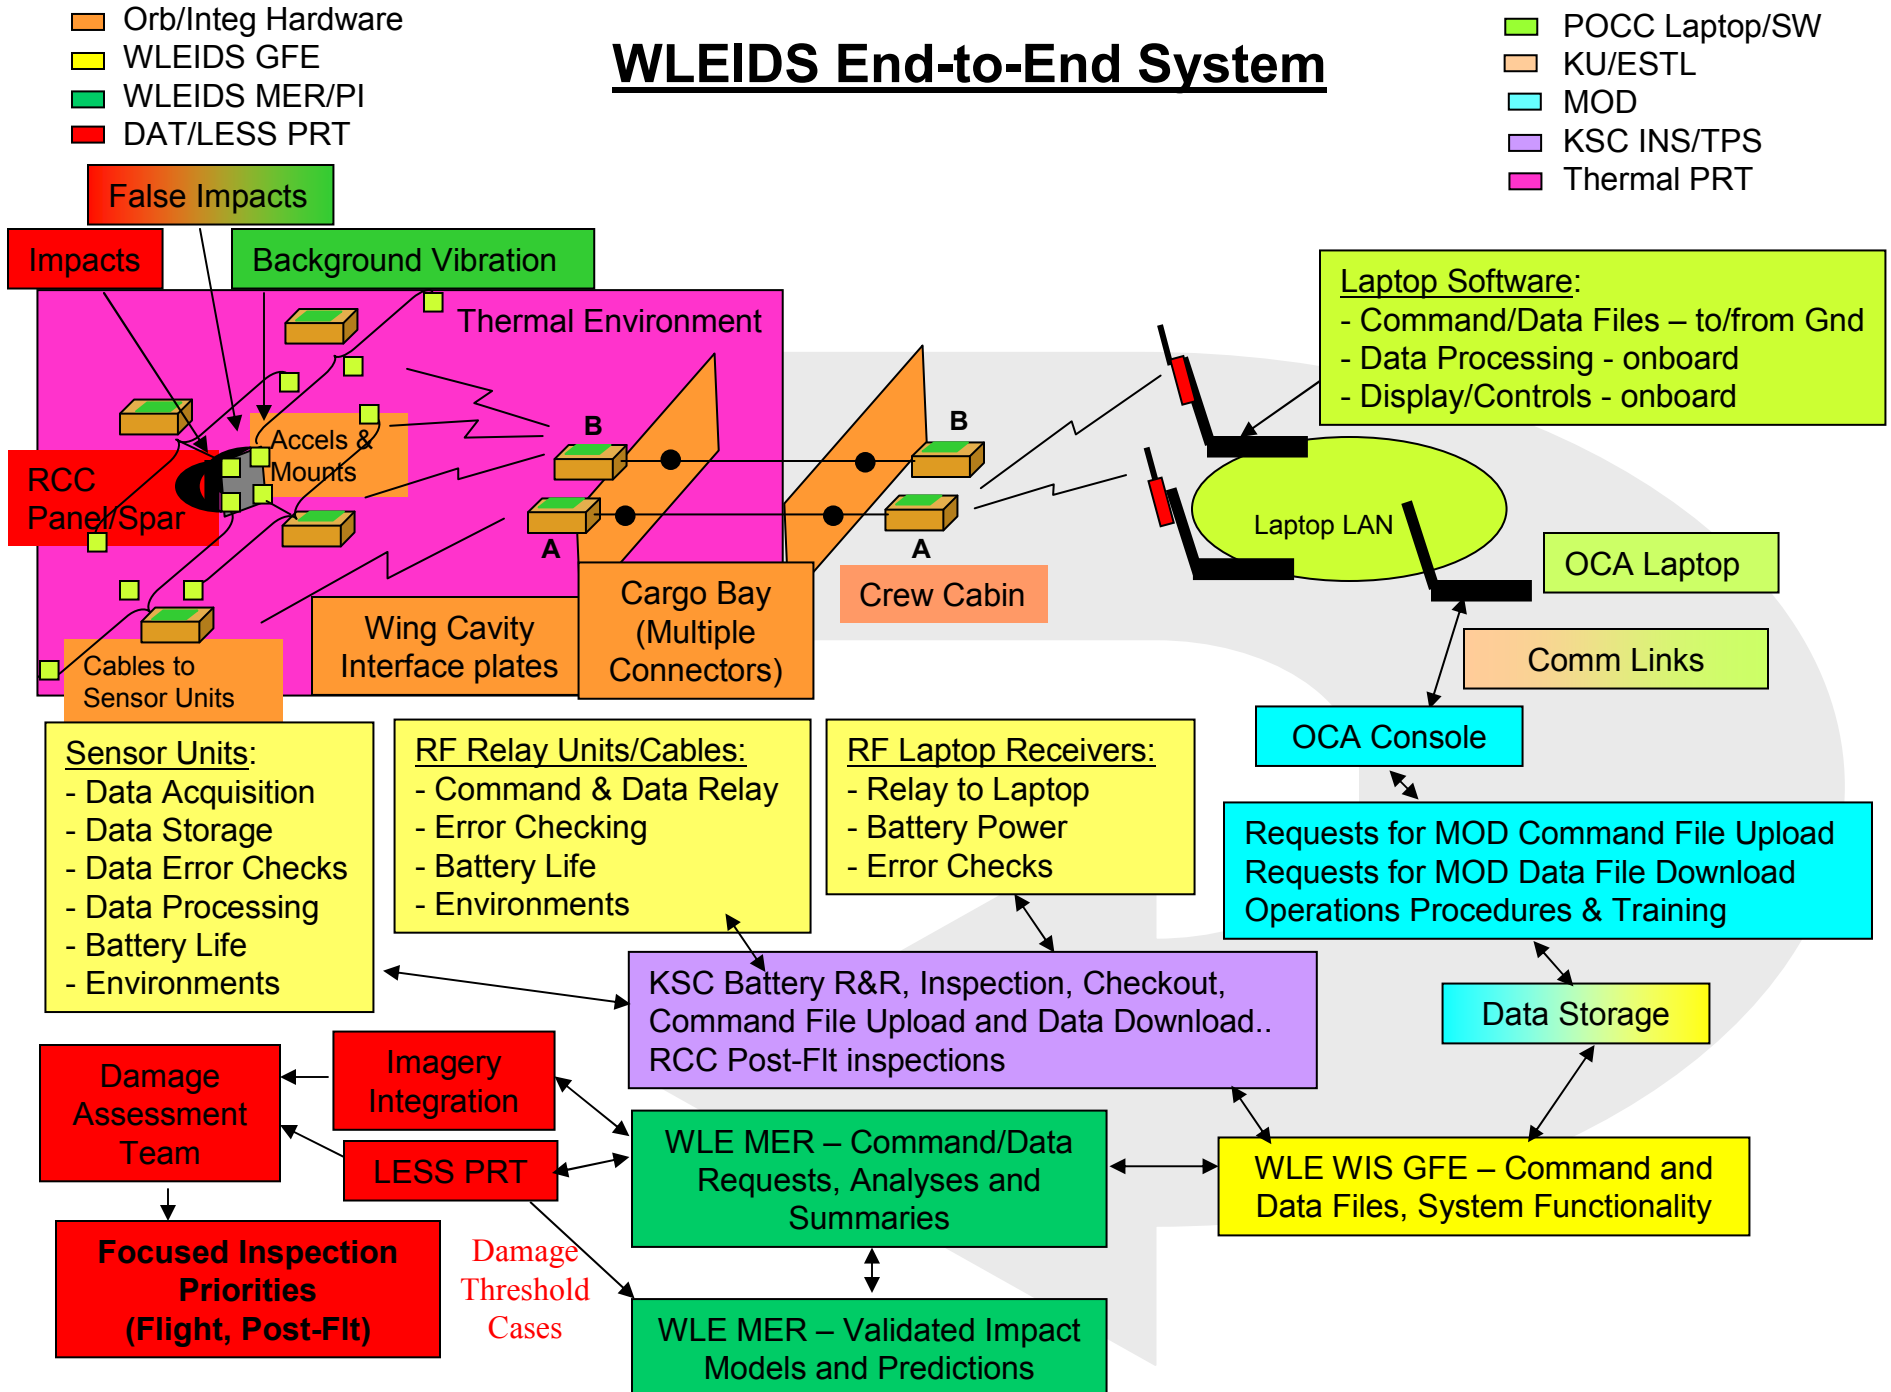 Orb/Integ Hardware
WLEIDS GFE
WLEIDS MER/PI
DAT/LESS PRT
WLEIDS End-to-End System
POCC Laptop/SW
KU/ESTL
MOD
KSC INS/TPS
Thermal PRT
False Impacts
Impacts
Background Vibration
Thermal Environment
Laptop Software:
- Command/Data Files – to/from Gnd
- Data Processing - onboard
- Display/Controls - onboard
Accels &
Mounts
RCC
Panel/Spar
B
A
B
A
Laptop LAN
OCA Laptop
Crew Cabin
Cargo Bay
(Multiple
Connectors)
Wing Cavity
Interface plates
Cables to
Sensor Units
Comm Links
OCA Console
Sensor Units:
- Data Acquisition
- Data Storage
- Data Error Checks
- Data Processing
- Battery Life
- Environments
RF Relay Units/Cables:
- Command & Data Relay
- Error Checking
- Battery Life
- Environments
RF Laptop Receivers:
- Relay to Laptop
- Battery Power
- Error Checks
Requests for MOD Command File Upload
Requests for MOD Data File Download
Operations Procedures & Training
KSC Battery R&R, Inspection, Checkout,
Command File Upload and Data Download..
RCC Post-Flt inspections
Data Storage
Damage
Assessment
Team
Imagery
Integration
LESS PRT
WLE MER – Command/Data
Requests, Analyses and
Summaries
WLE WIS GFE – Command and
Data Files, System Functionality
Focused Inspection
Priorities
(Flight, Post-Flt)
Damage
Threshold
Cases
WLE MER – Validated Impact
Models and Predictions